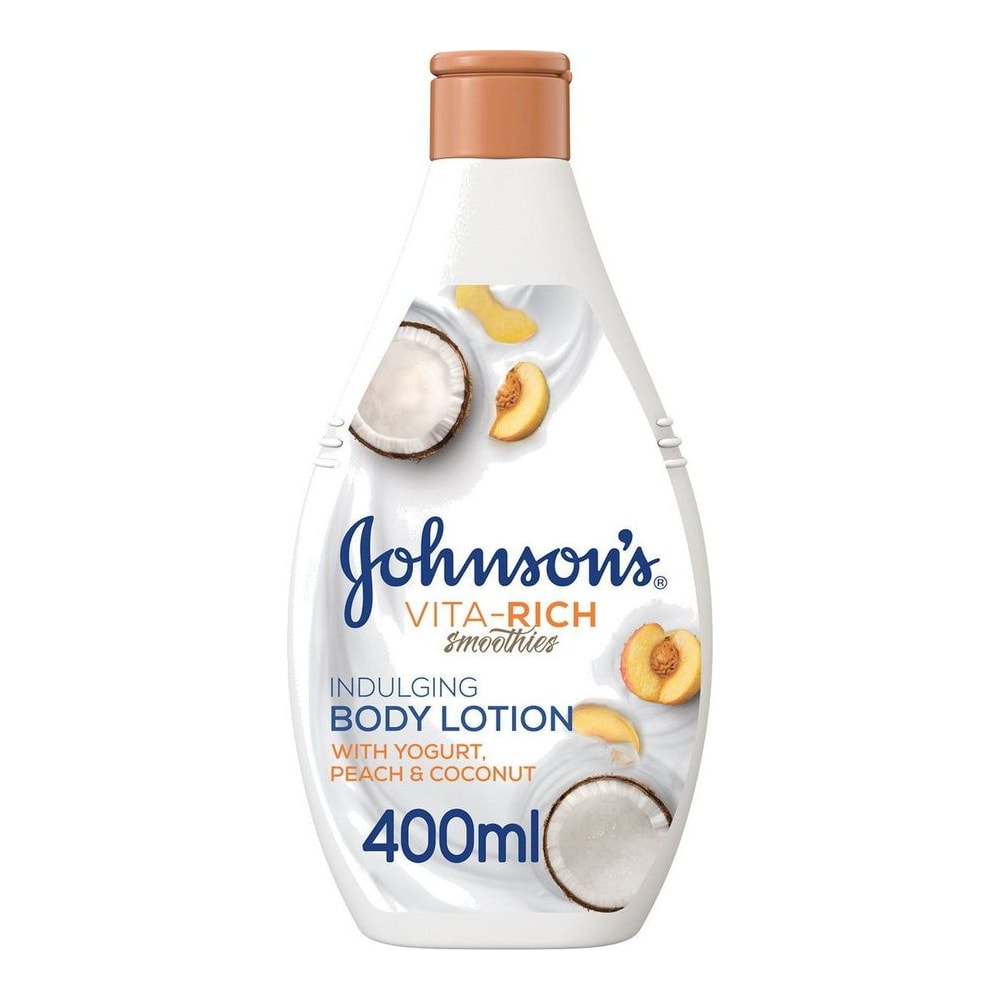 Johnson's®
VITA-RICH
smoothies
INDULGING
BODY LOTION
WITH YOGURT,
PEACH & COCONUT
400ml